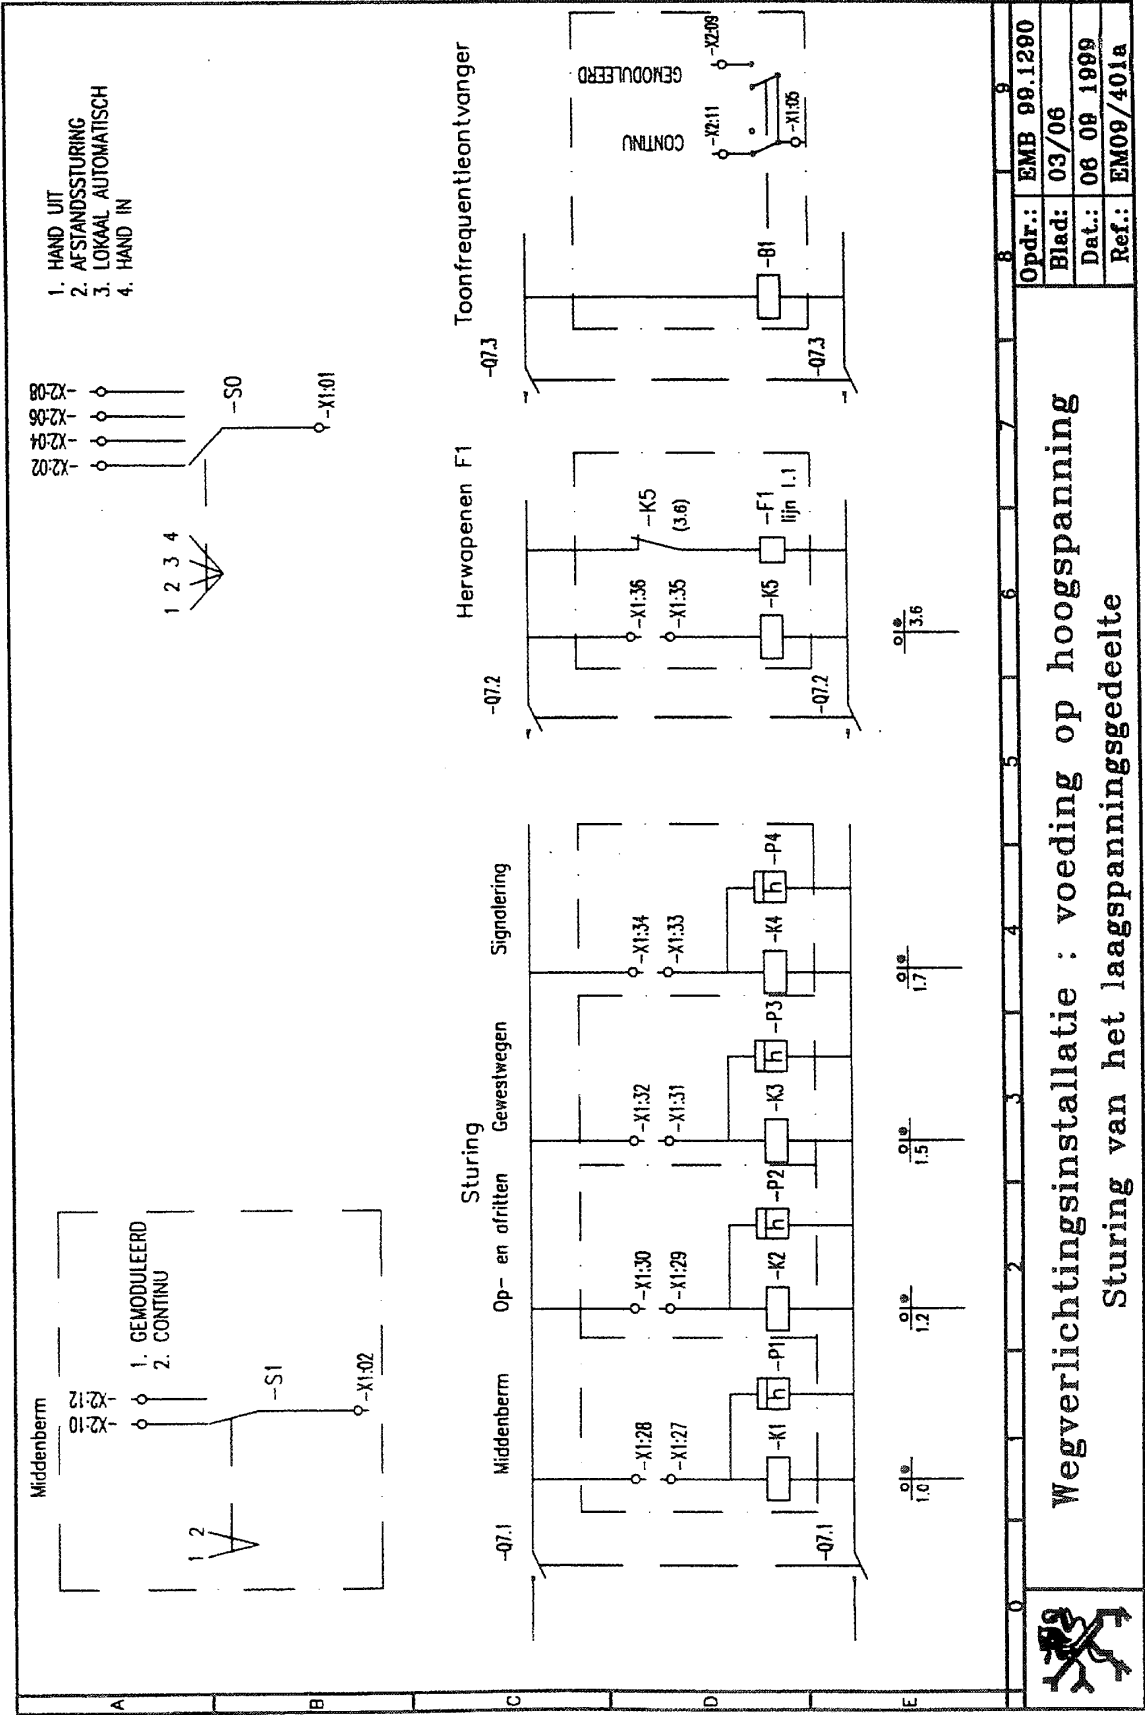 Middenberm
-X2:10
-X2:12
1. GEMODULEERD
2. CONTINU
1 2
-S1
-X1:02
-X2:02
-X2:04
-X2:06
-X2:08
1. HAND UIT
2. AFSTANDSSTURING
3. LOKAAL AUTOMATISCH
4. HAND IN
1 2 3 4
-S0
-X1:01
Sturing
Middenberm
Op- en afritten
Gewestwegen
Signalering
Herwapenen F1
Toonfrequentieontvanger
-Q7.1
-X1:28
-X1:27
-K1
-P1
h
-X1:30
-X1:29
-K2
-P2
h
-X1:32
-X1:31
-K3
-P3
h
-X1:34
-X1:33
-K4
-P4
h
-Q7.1
-Q7.2
-X1:36
-X1:35
-K5
-K5
(3.6)
-F1
lijn 1.1
-Q7.2
-Q7.3
-B1
CONTINU
GEMODULEERD
-X2:11
-X2:09
-X1:05
-Q7.3
1.0
1.2
1.5
1.7
3.6
A
B
C
D
E
0 1 2 3 4 5 6 7 8 9
Wegverlichtingsinstallatie : voeding op hoogspanning
Sturing van het laagspanningsgedeelte
Opdr.: EMB 99.1290
Blad: 03/06
Dat.: 06 09 1999
Ref.: EM09/401a